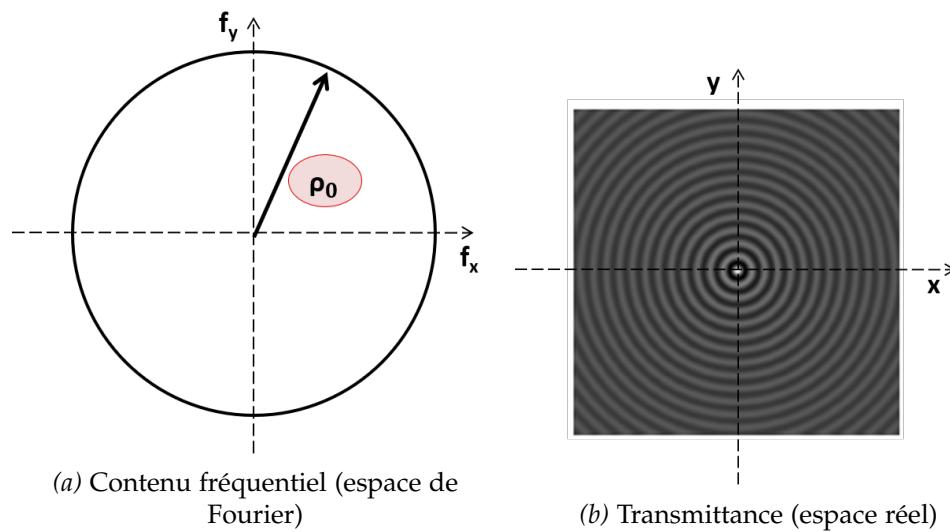 f_y
ρ_0
f_x
(a) Contenu fréquentiel (espace de
Fourier)
y
x
(b) Transmittance (espace réel)